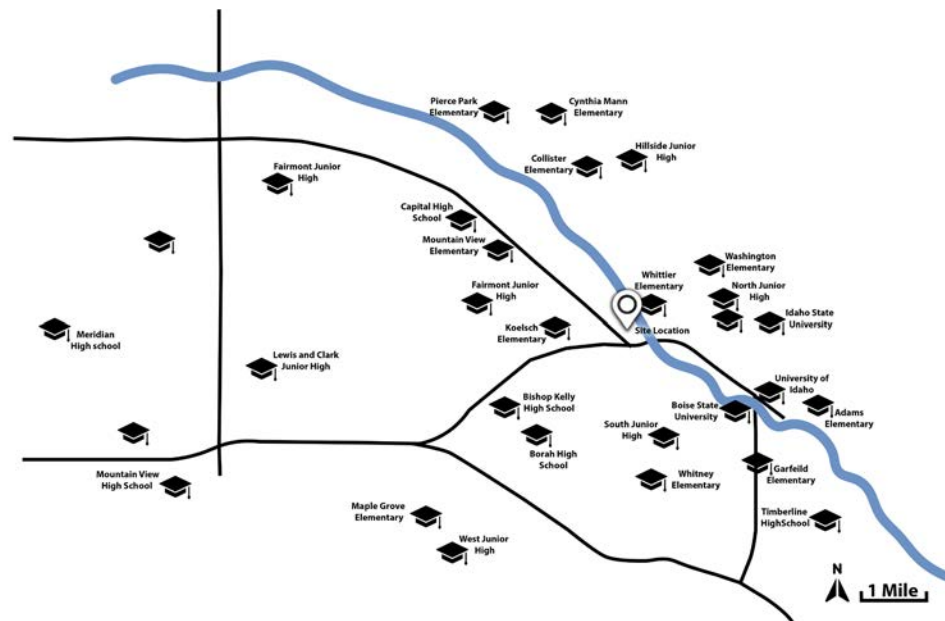 Pierce Park
Elementary
Cynthia Mann
Elementary
Collister
Elementary
Hillside Junior
High
Fairmont Junior
High
Capital High
School
Mountain View
Elementary
Washington
Elementary
Whittier
Elementary
North Junior
High
Fairmont Junior
High
Idaho State
University
Koelsch
Elementary
Site Location
Meridian
High school
Lewis and Clark
Junior High
University of
Idaho
Bishop Kelly
High School
Boise State
University
Adams
Elementary
South Junior
High
Borah High
School
Garfeild
Elementary
Mountain View
High School
Whitney
Elementary
Maple Grove
Elementary
Timberline
HighSchool
West Junior
High
N
1 Mile